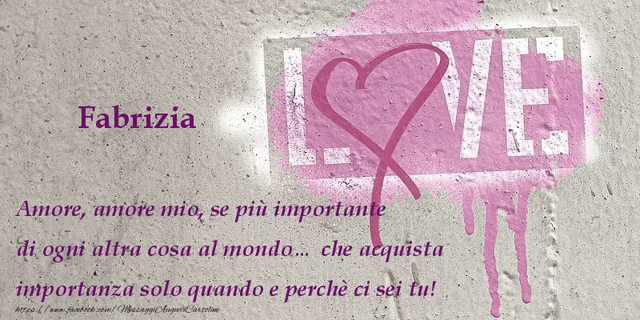 LOVE
Fabrizia
Amore, amore mio, se più importante
di ogni altra cosa al mondo... che acquista
importanza solo quando e perchè ci sei tu!
https://www.facebook.com/MessaggiAuguriCartoline